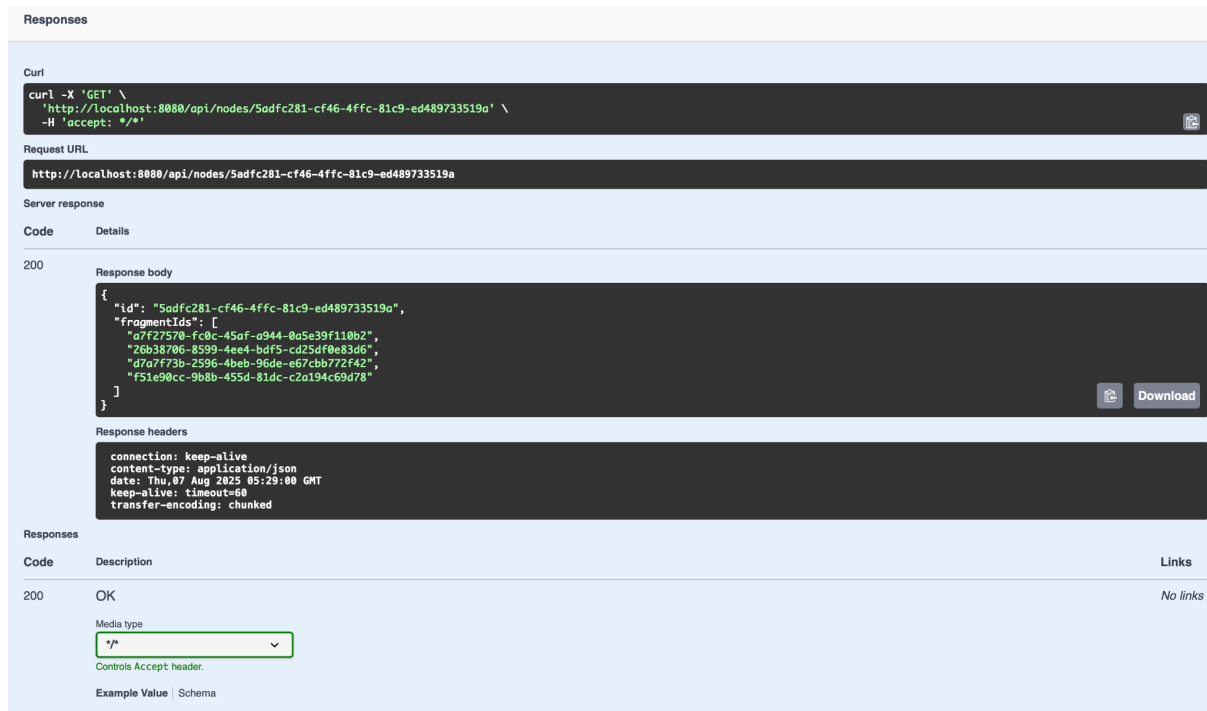 Responses
Curl
curl -X 'GET' \
'http://localhost:8080/api/nodes/5adfc281-cf46-4ffc-81c9-ed489733519a' \
-H 'accept: */*'
Request URL
http://localhost:8080/api/nodes/5adfc281-cf46-4ffc-81c9-ed489733519a
Server response
Code Details
200
Response body
{
"id": "5adfc281-cf46-4ffc-81c9-ed489733519a",
"fragmentIds": [
"a7f27570-fc0c-45af-a944-0a5e39f110b2",
"26b38706-8599-4ee4-bdf5-cd25df0e83d6",
"d7a7f73b-2596-4beb-96de-e67cbb772f42",
"f51e90cc-9b8b-455d-81dc-c2a194c69d78"
]
}
Download
Response headers
connection: keep-alive
content-type: application/json
date: Thu,07 Aug 2025 05:29:00 GMT
keep-alive: timeout=60
transfer-encoding: chunked
Responses
Code Description Links
200 OK No links
Media type
*/*
Controls Accept header.
Example Value Schema